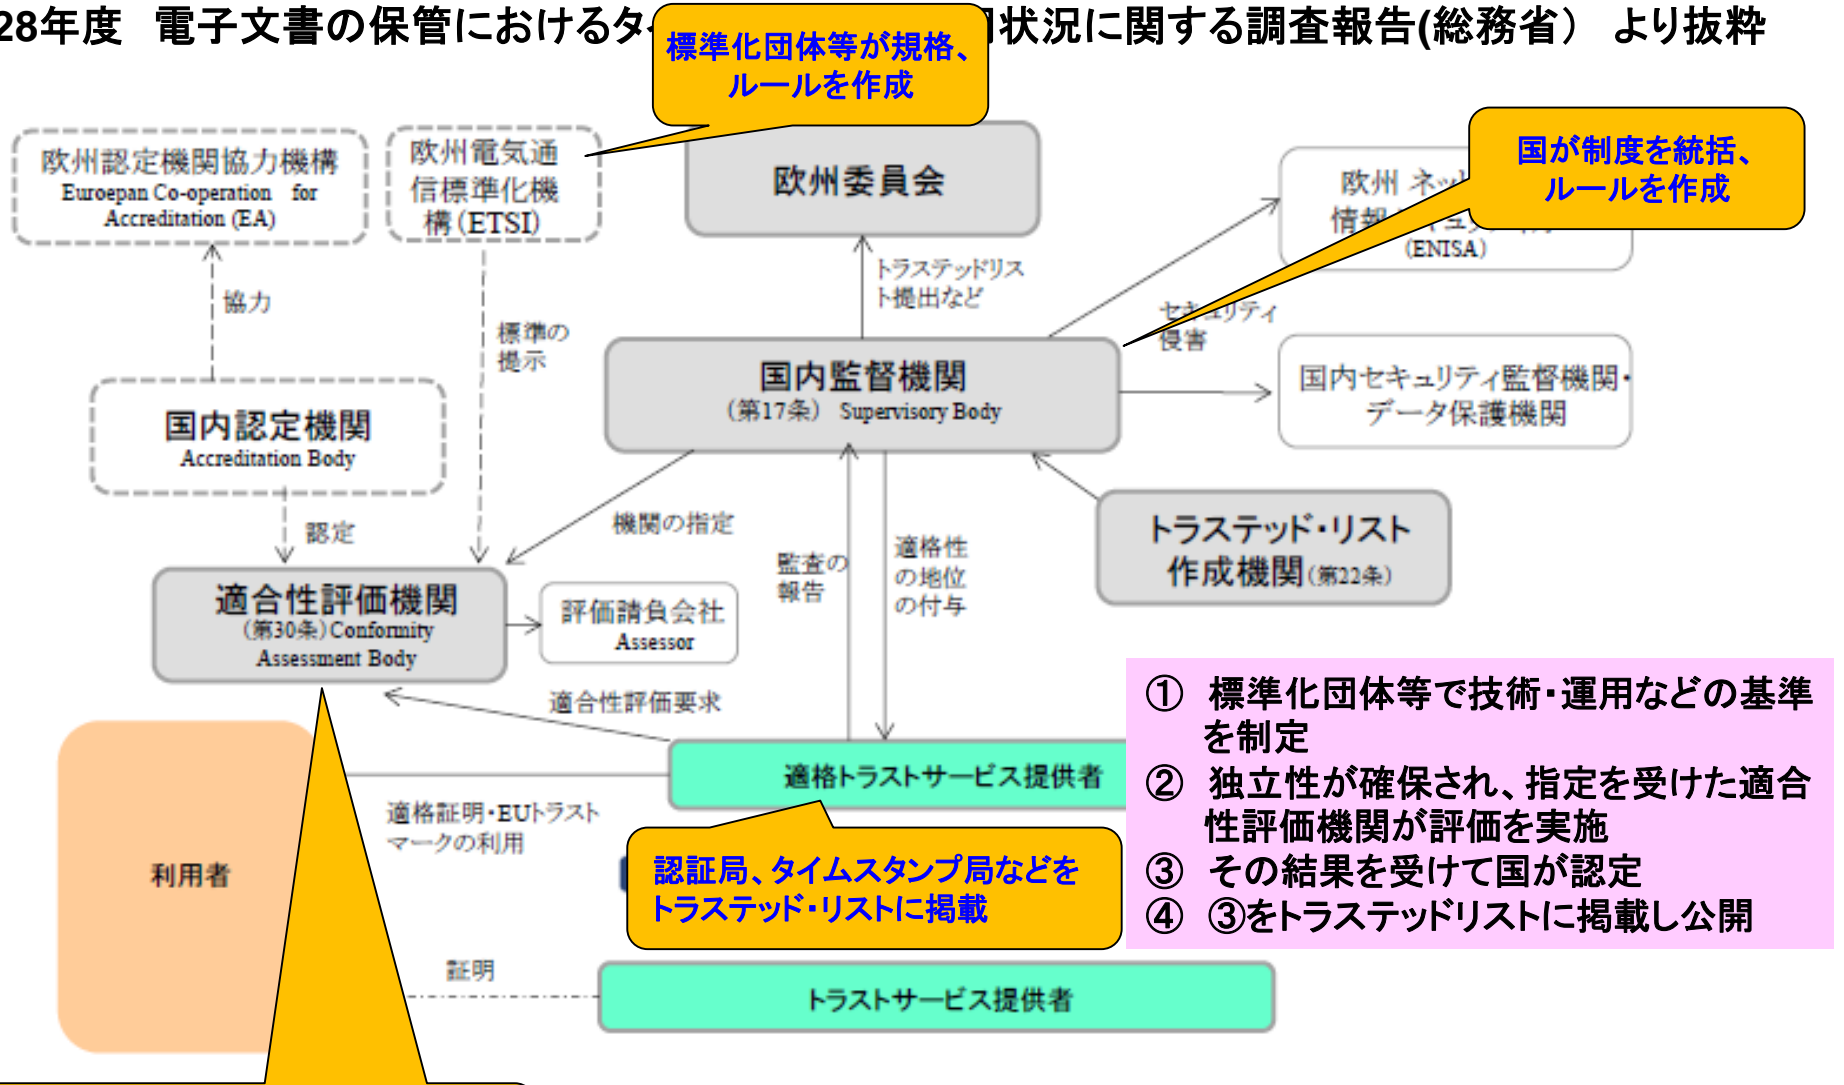 28年度 電子文書の保管におけるタ
状況に関する調査報告(総務省) より抜粋
標準化団体等が規格、
ルールを作成
国が制度を統括、
ルールを作成
欧州認定機関協力機構
Euroepan Co-operation for
Accreditation (EA)
欧州電気通
信標準化機
構(ETSI)
欧州委員会
欧州 ネッ
情報
(ENISA)
協力
標準の
提示
トラステッドリス
ト提出など
セキュリティ
侵害
国内認定機関
Accreditation Body
国内監督機関
(第17条) Supervisory Body
国内セキュリティ監督機関・
データ保護機関
認定
機関の指定
監査の
報告
適格性
の地位
の付与
トラステッド・リスト
作成機関(第22条)
適合性評価機関
(第30条)Conformity
Assessment Body
評価請負会社
Assessor
適合性評価要求
適格トラストサービス提供者
適格証明・EUトラスト
マークの利用
利用者
認証局、タイムスタンプ局などを
トラステッド・リストに掲載
① 標準化団体等で技術・運用などの基準
を制定
② 独立性が確保され、指定を受けた適合
性評価機関が評価を実施
③ その結果を受けて国が認定
④ ③をトラステッドリストに掲載し公開
証明
トラストサービス提供者